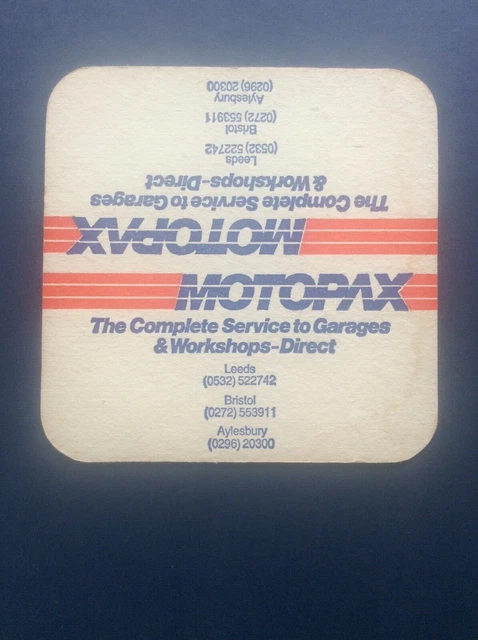 MOTOPAX
The Complete Service to Garages
& Workshops-Direct
Leeds
(0532) 522742
Bristol
(0272) 553911
Aylesbury
(0296) 20300
MOTOPAX
The Complete Service to Garages
& Workshops-Direct
Leeds
(0532) 522742
Bristol
(0272) 553911
Aylesbury
(0296) 20300